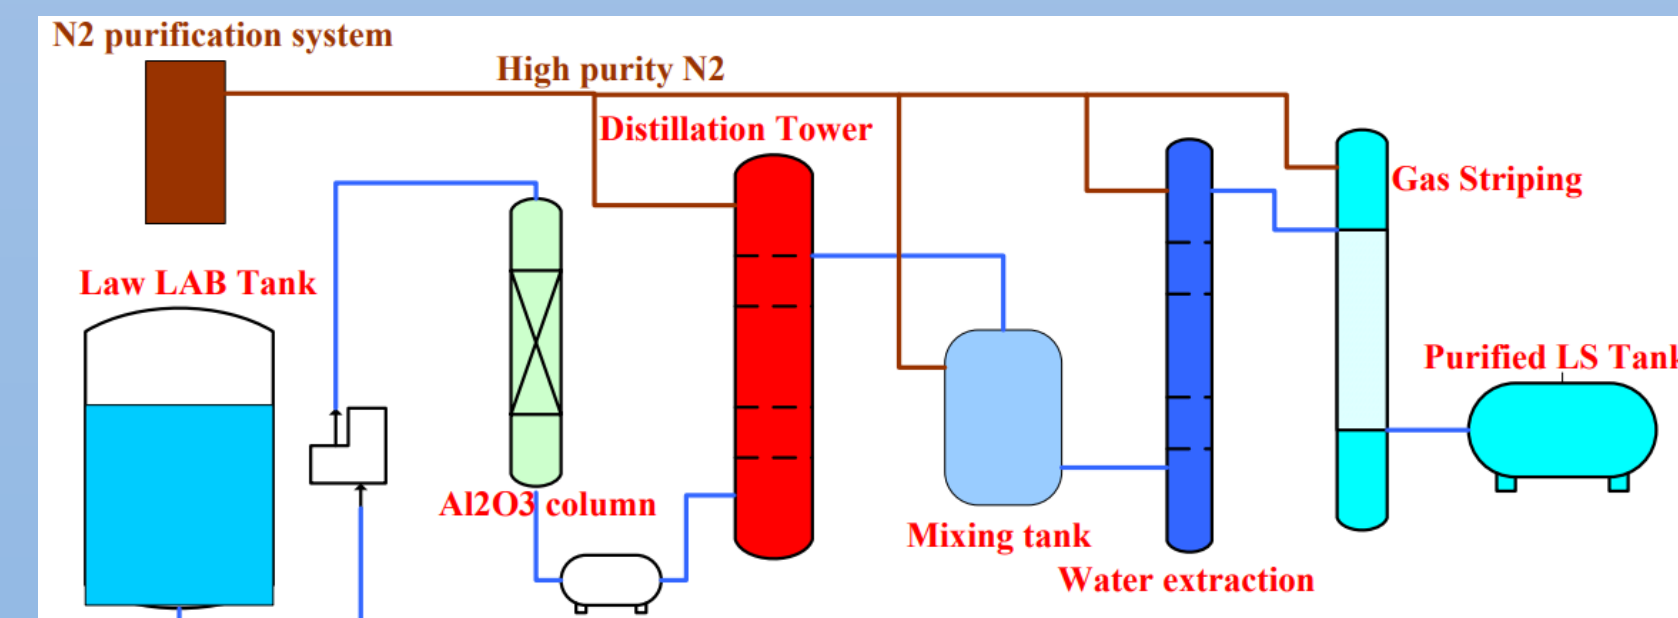 N2 purification system
High purity N2
Distillation Tower
Gas Striping
Law LAB Tank
Purified LS Tank
Al2O3 column
Mixing tank
Water extraction